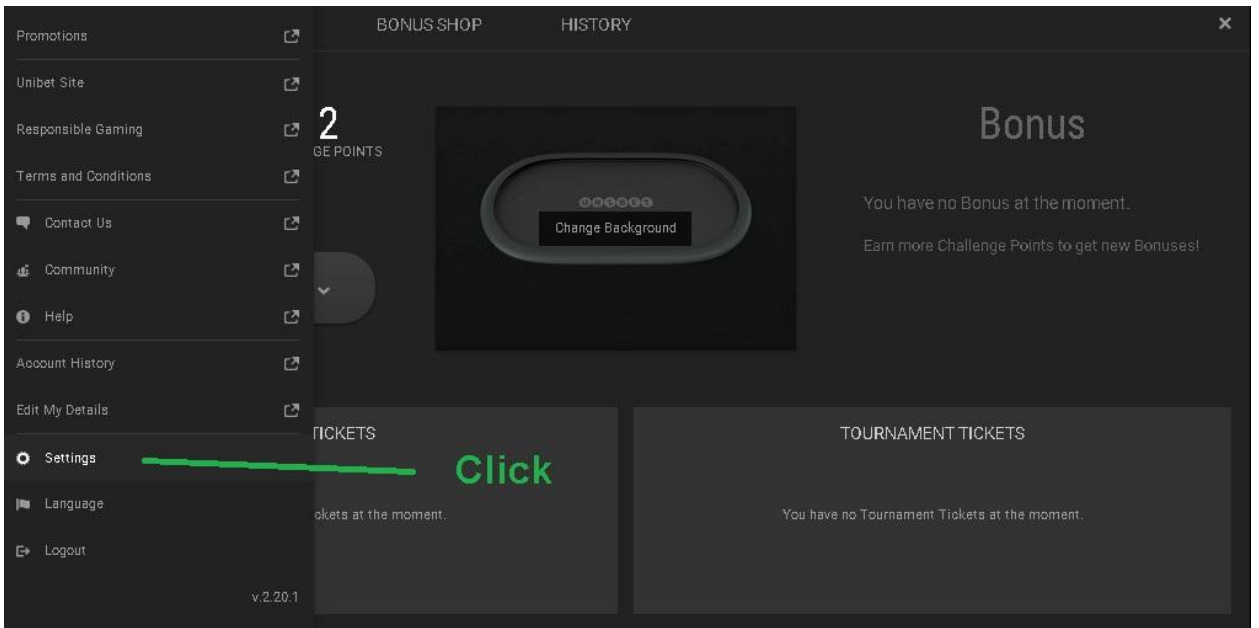 Promotions
Unibet Site
Responsible Gaming
Terms and Conditions
Contact Us
Community
Help
Account History
Edit My Details
Settings
Language
Logout
v.2.20.1
BONUS SHOP
HISTORY
×
2
GE POINTS
UNIBET
Change Background
Bonus
You have no Bonus at the moment.
Earn more Challenge Points to get new Bonuses!
TICKETS
ckets at the moment.
Click
TOURNAMENT TICKETS
You have no Tournament Tickets at the moment.